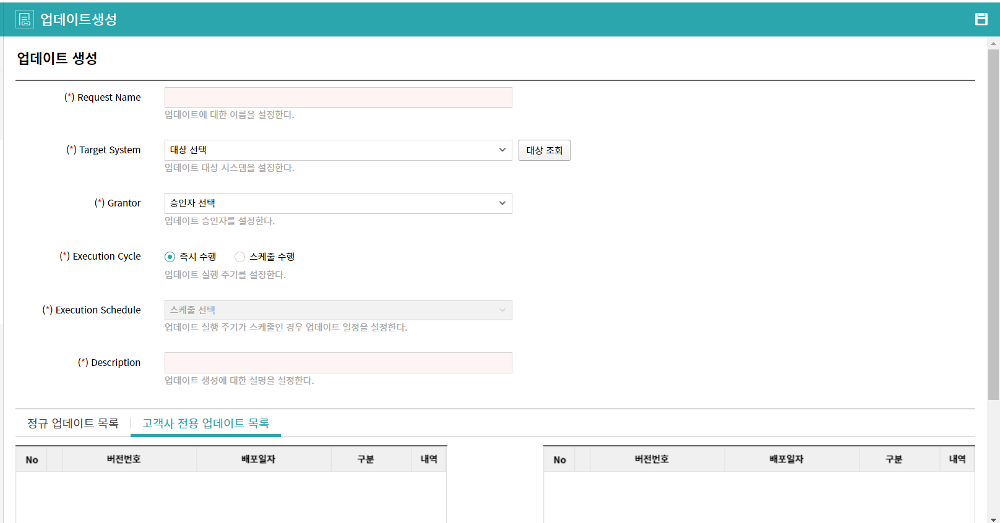 업데이트생성
업데이트 생성
(*) Request Name
업데이트에 대한 이름을 설정한다.
(*) Target System
대상 선택
대상 조회
업데이트 대상 시스템을 설정한다.
(*) Grantor
승인자 선택
업데이트 승인자를 설정한다.
(*) Execution Cycle
즉시 수행
스케줄 수행
업데이트 실행 주기를 설정한다.
(*) Execution Schedule
스케줄 선택
업데이트 실행 주기가 스케줄인 경우 업데이트 일정을 설정한다.
(*) Description
업데이트 생성에 대한 설명을 설정한다.
정규 업데이트 목록
고객사 전용 업데이트 목록
No 버전번호 배포일자 구분 내역
No 버전번호 배포일자 구분 내역